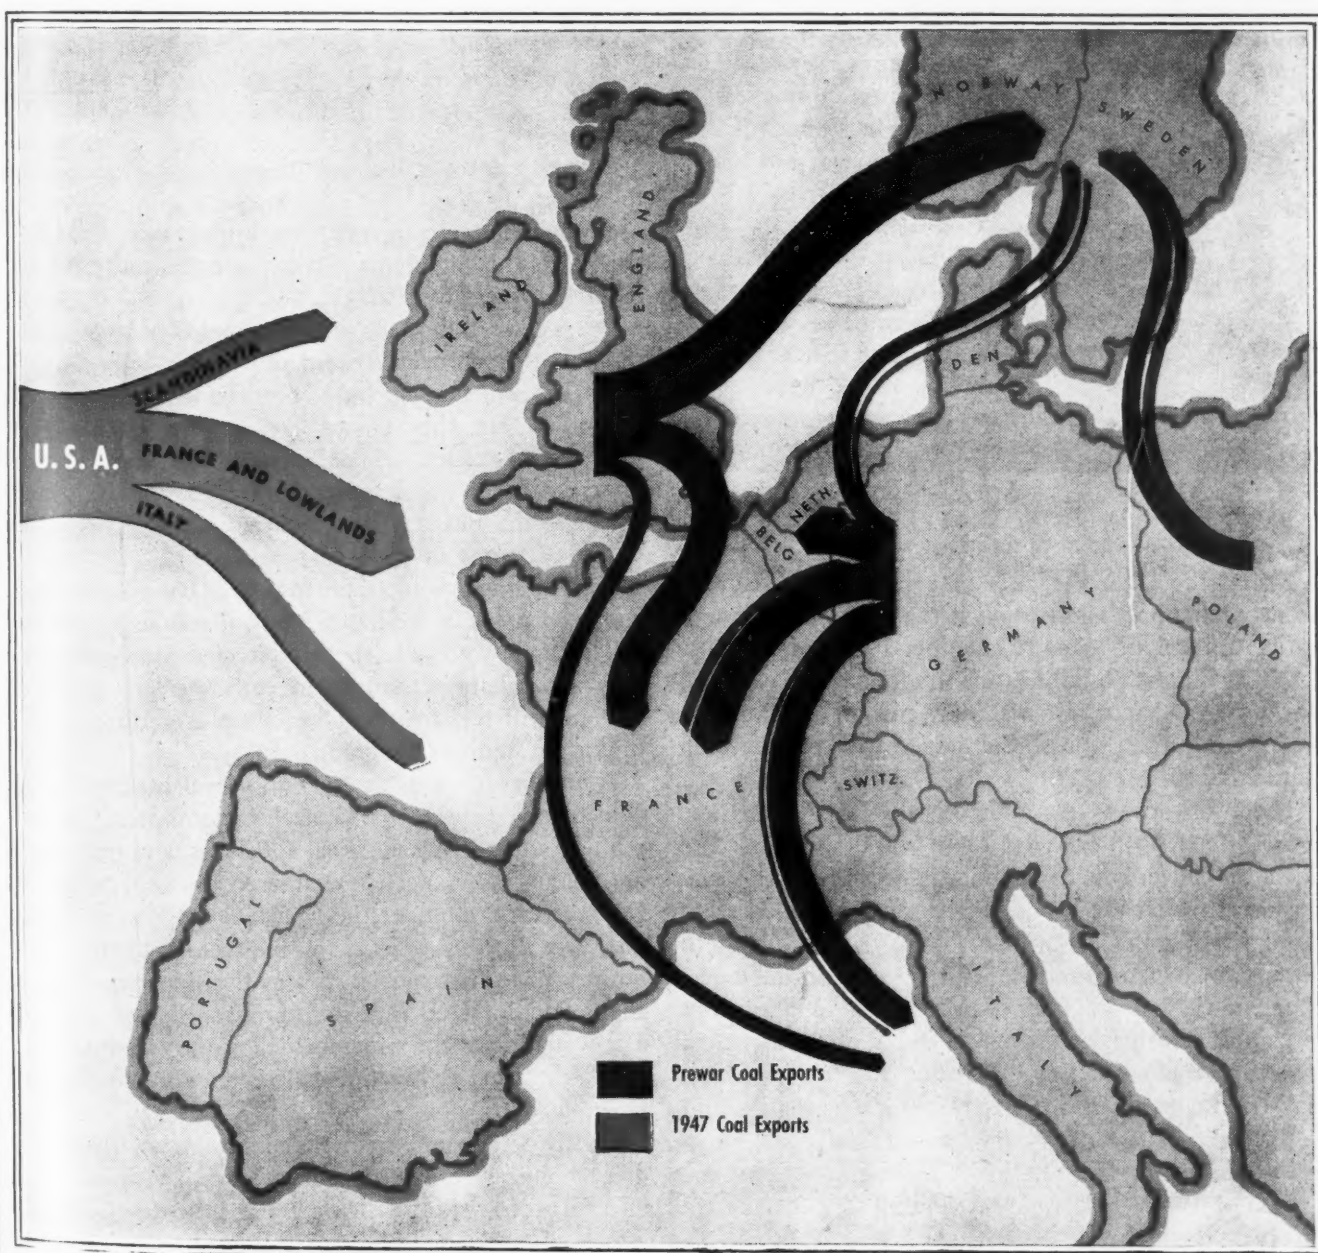 NORWAY
SWEDEN
ENGLAND
IRELAND
DEN
SCANDINAVIA
U. S. A.
FRANCE AND LOWLANDS
ITALY
NETH.
BELG
GERMANY
POLAND
SWITZ.
FRANCE
PORTUGAL
SPAIN
ITALY
Prewar Coal Exports
1947 Coal Exports